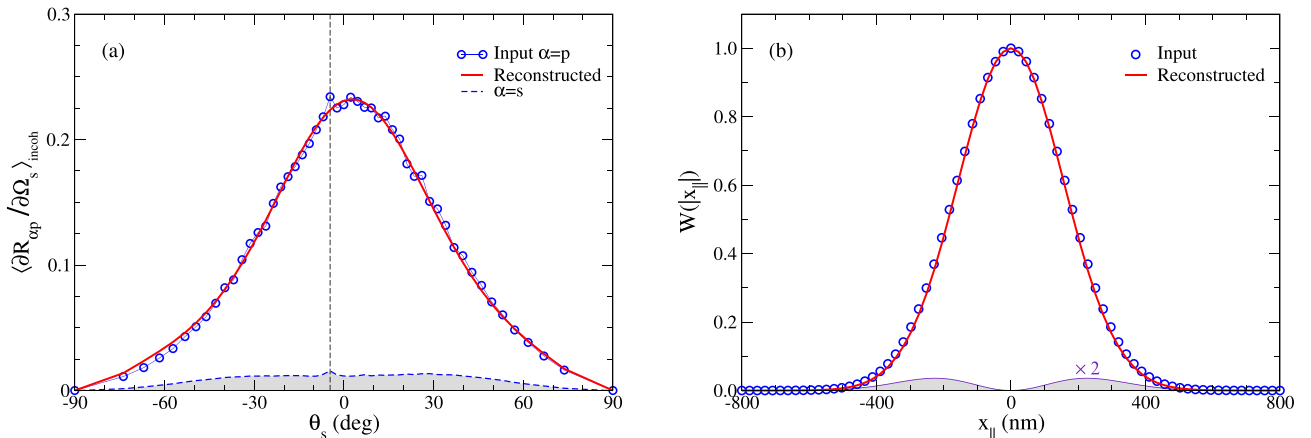 0.3
(a)
Input α=p
Reconstructed
α=s
0.2
0.1
0
⟨∂R_αp /∂Ω_s⟩_incoh
-90
-60
-30
0
30
60
90
θ_s (deg)
(b)
Input
Reconstructed
1.0
0.8
0.6
0.4
0.2
0.0
W(|x_||)
×2
-800
-400
0
400
800
x_|| (nm)